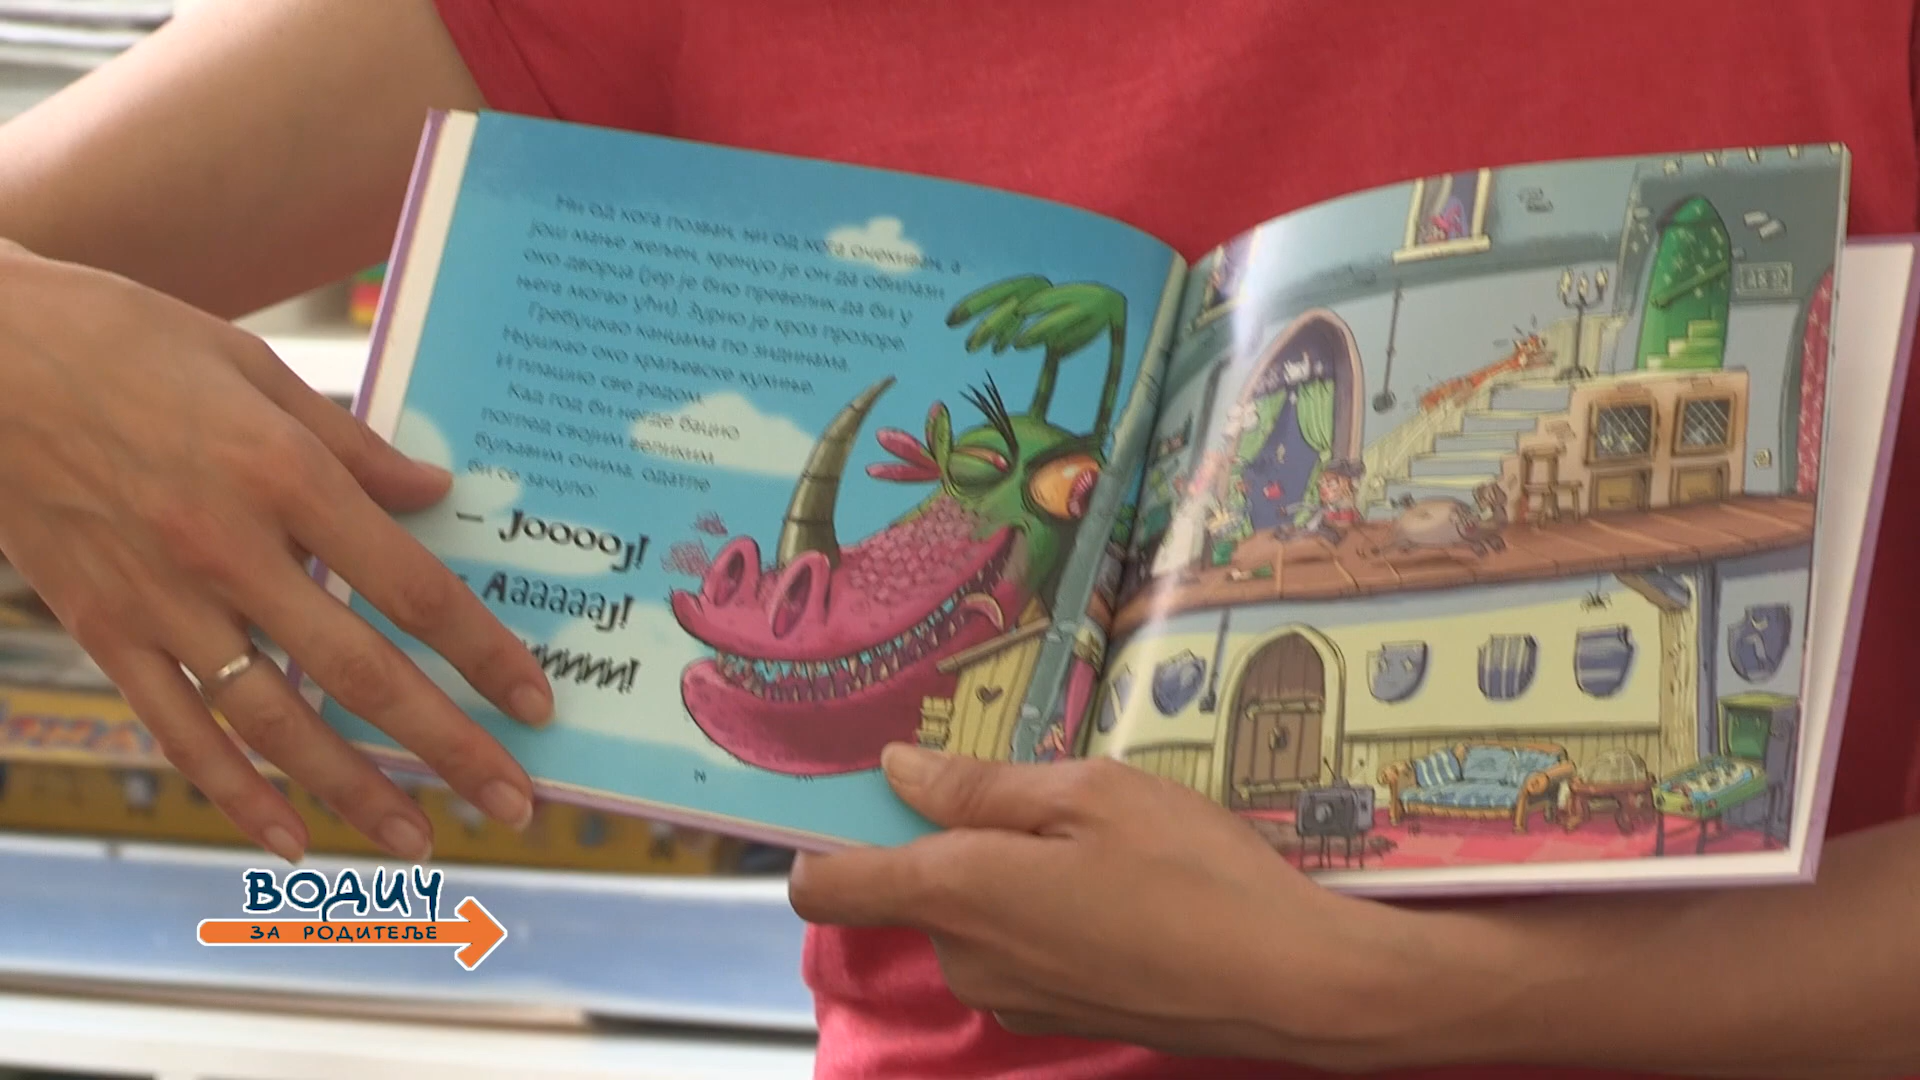 Ни од кога позван, ни од кога очекиван, а
још мање жељен, кренуо је он да обилази
око дворца (јер је био превелик да би у
њега могао ући). Зурио је кроз прозоре.
Гребуцкао канџама по зидинама.
Њушкао око краљевске кухиње.
И плашио све редом.
Кад год би негде бацио
поглед својим великим
буљавим очима, одатле
би се зачуло:
– Јооооj!
– Аааааај!
ВОДИЧ
ЗА РОДИТЕЉЕ